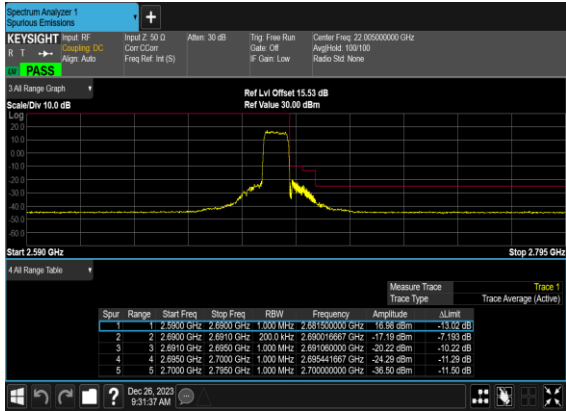 Spectrum Analyzer 1
Spurious Emissions
+
KEYSIGHT Input: RF Input Z: 50 Ω Atten: 30 dB Trig: Free Run Center Freq: 22.005000000 GHz
R T Coupling: DC Corr CCorr Gate: Off Avg|Hold: 100/100
Align: Auto Freq Ref: Int (S) IF Gain: Low Radio Std: None
PASS
3 All Range Graph
Ref Lvl Offset 15.53 dB
Scale/Div 10.0 dB Ref Value 30.00 dBm
Log
20.0
10.0
0.00
-10.0
-20.0
-30.0
-40.0
-50.0
-60.0
Start 2.590 GHz Stop 2.795 GHz
4 All Range Table
Measure Trace Trace 1
Trace Type Trace Average (Active)
Spur Range Start Freq Stop Freq RBW Frequency Amplitude ΔLimit
1 1 2.5900 GHz 2.6900 GHz 1.000 MHz 2.681500000 GHz 16.98 dBm -13.02 dB
2 2 2.6900 GHz 2.6910 GHz 200.0 kHz 2.690016667 GHz -17.19 dBm -7.193 dB
3 3 2.6910 GHz 2.6950 GHz 1.000 MHz 2.691060000 GHz -20.22 dBm -10.22 dB
4 4 2.6950 GHz 2.7000 GHz 1.000 MHz 2.695441667 GHz -24.29 dBm -11.29 dB
5 5 2.7000 GHz 2.7950 GHz 1.000 MHz 2.700000000 GHz -36.50 dBm -11.50 dB
?
Dec 26, 2023
9:31:37 AM